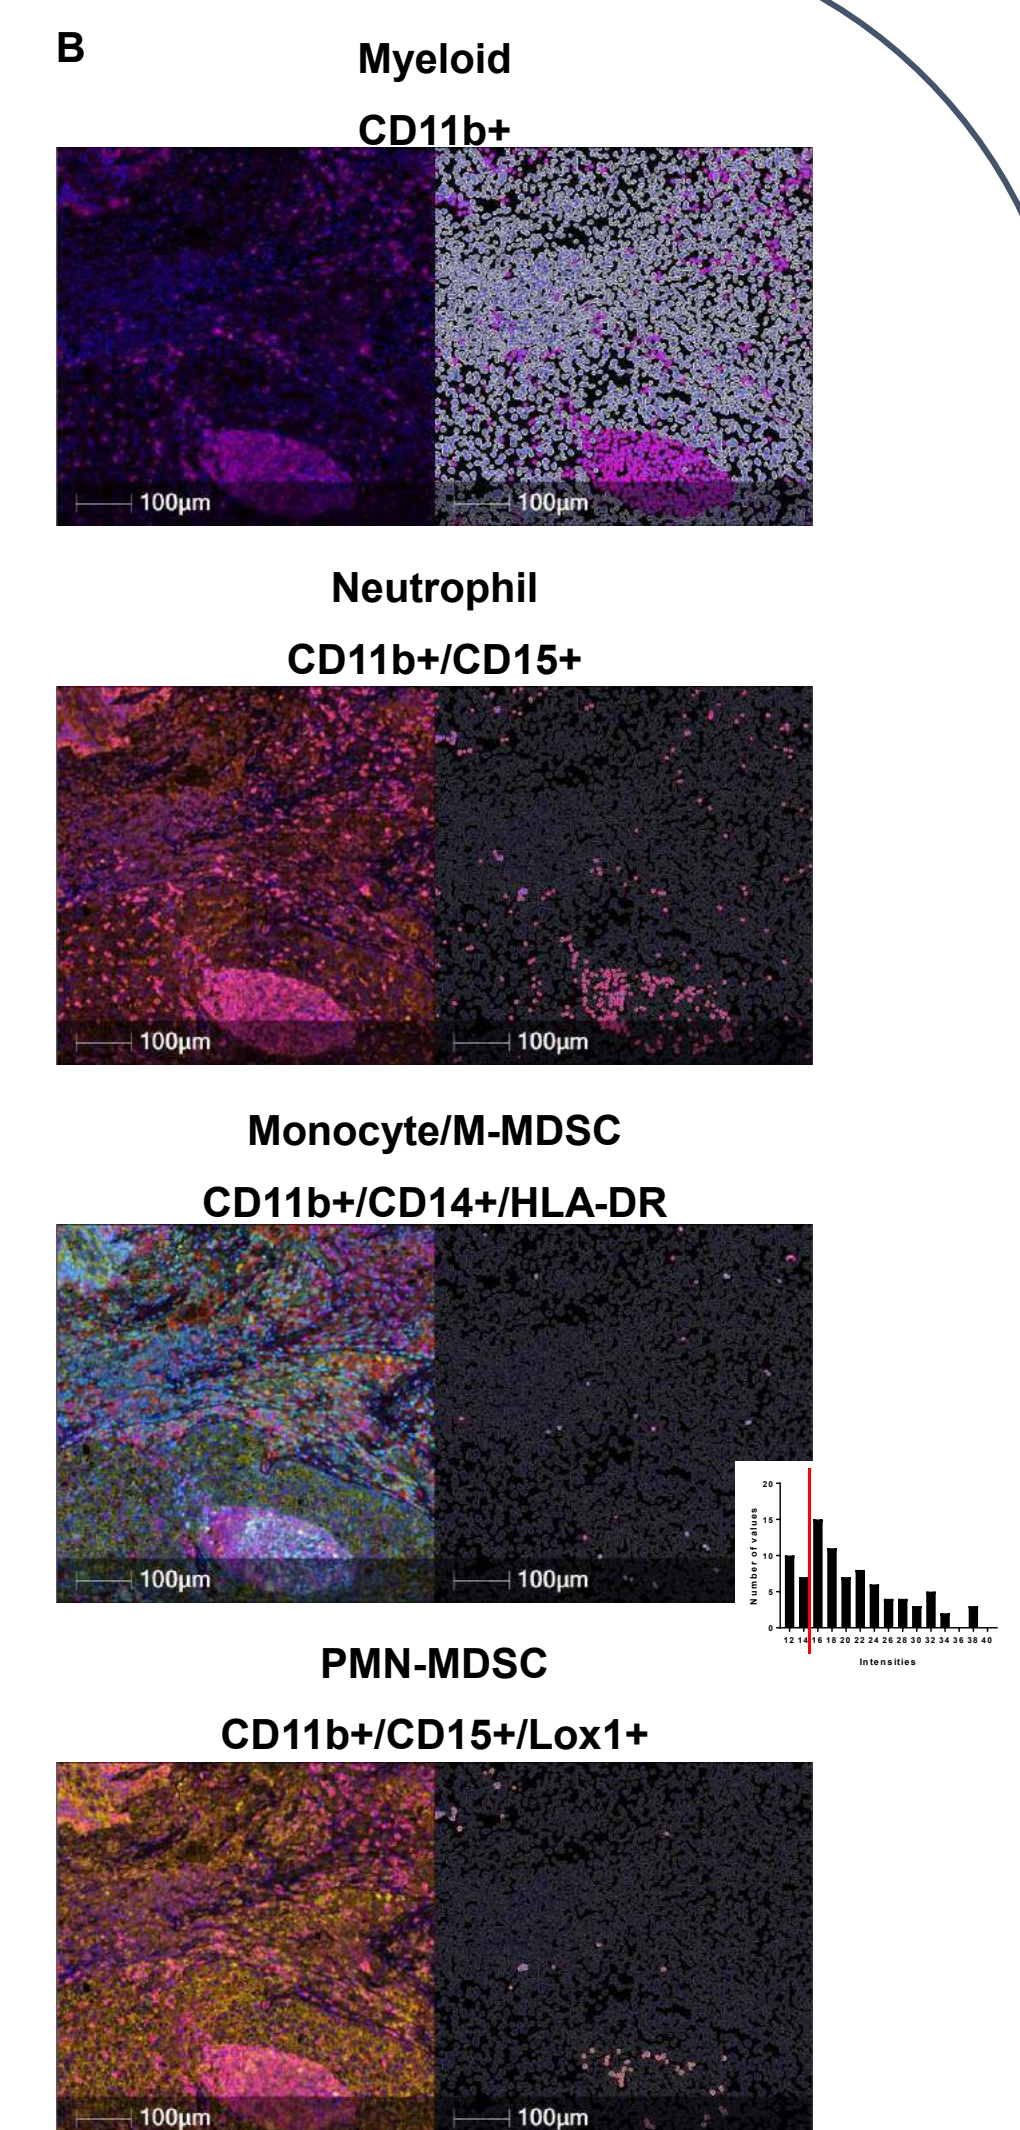 B
Myeloid
CD11b+
100µm
100µm
Neutrophil
CD11b+/CD15+
100µm
100µm
Monocyte/M-MDSC
CD11b+/CD14+/HLA-DR
100µm
100µm
Number of values
20
15
10
5
0
12 14 16 18 20 22 24 26 28 30 32 34 36 38 40
Intensities
PMN-MDSC
CD11b+/CD15+/Lox1+
100µm
100µm